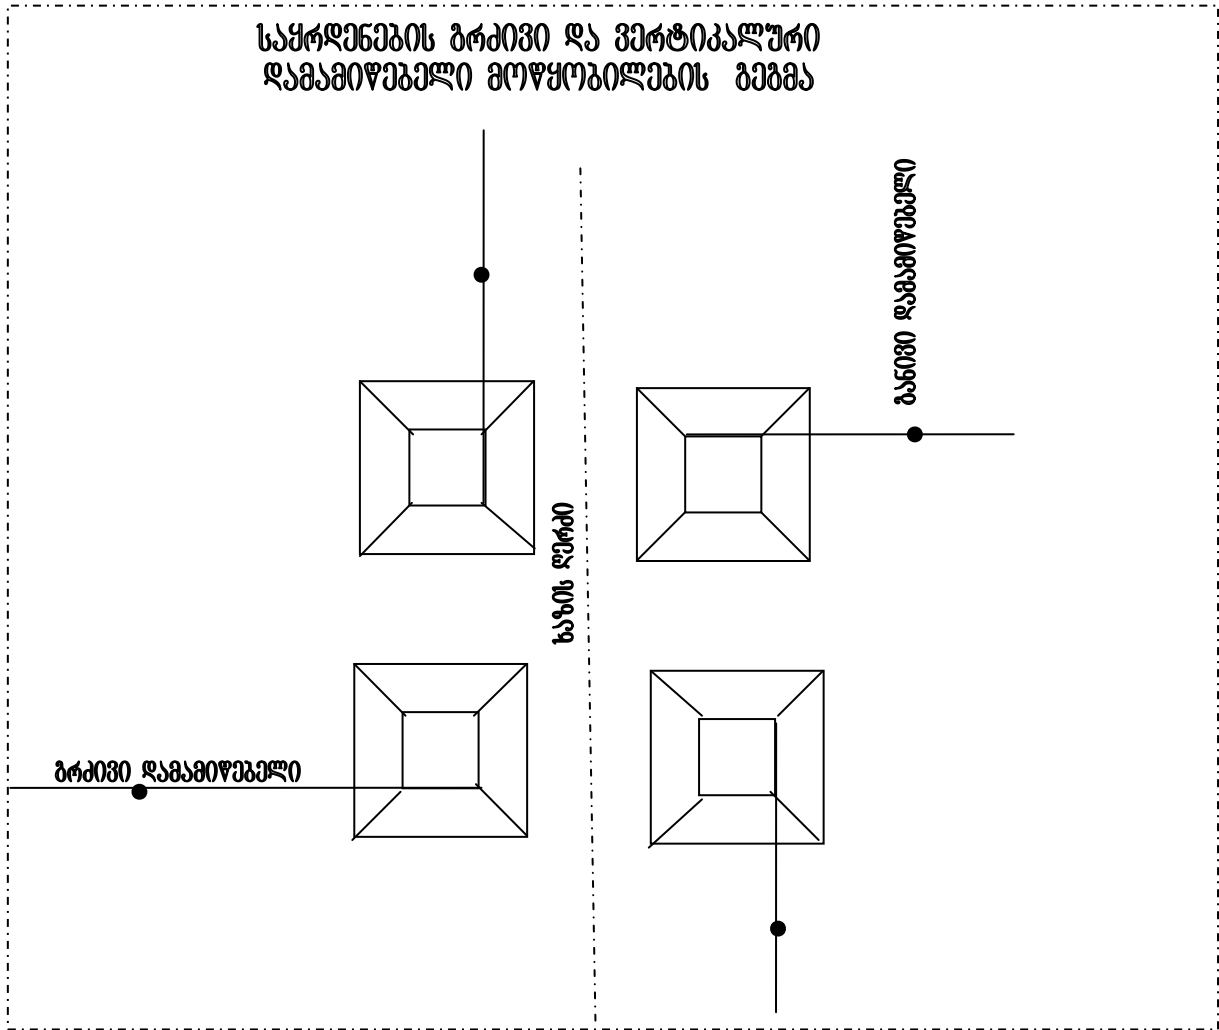 საყრდენების გრძივი და ვერტიკალური
დამამიწებელი მოწყობილების გეგმა
განივი დამამიწებელი
ხაზის ღერძი
გრძივი დამამიწებელი